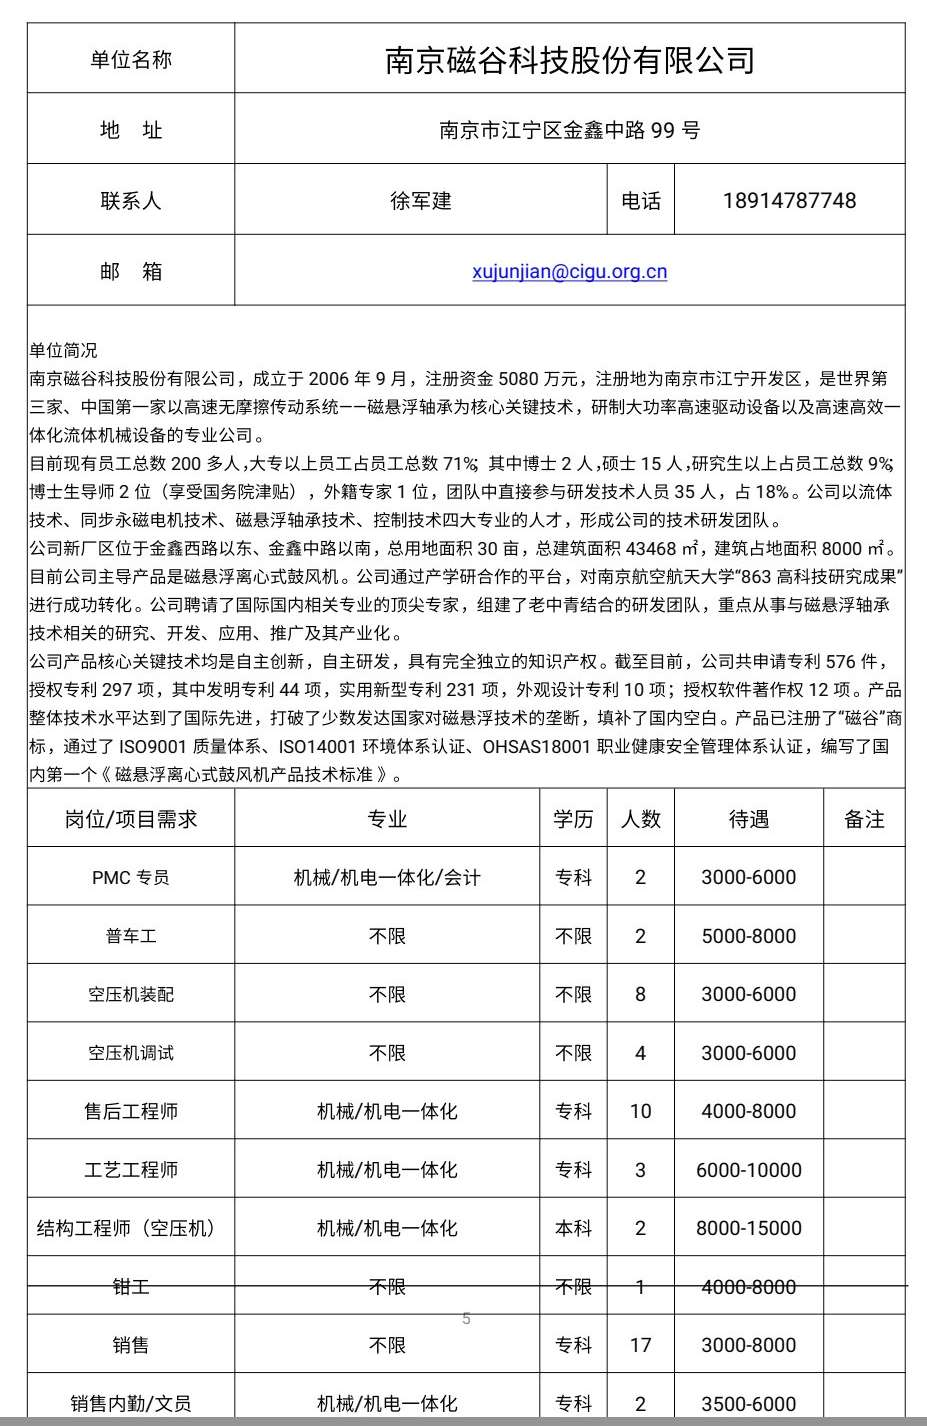 单位名称 南京磁谷科技股份有限公司
地 址 南京市江宁区金鑫中路 99 号
联系人 徐军建 电话 18914787748
邮 箱 xujunjian@cigu.org.cn
单位简况
南京磁谷科技股份有限公司，成立于 2006 年 9 月，注册资金 5080 万元，注册地为南京市江宁开发区，是世界第
三家、中国第一家以高速无摩擦传动系统——磁悬浮轴承为核心关键技术，研制大功率高速驱动设备以及高速高效一
体化流体机械设备的专业公司。
目前现有员工总数 200 多人,大专以上员工占员工总数 71%；其中博士 2 人,硕士 15 人,研究生以上占员工总数 9%；
博士生导师 2 位（享受国务院津贴），外籍专家 1 位，团队中直接参与研发技术人员 35 人，占 18%。公司以流体
技术、同步永磁电机技术、磁悬浮轴承技术、控制技术四大专业的人才，形成公司的技术研发团队。
公司新厂区位于金鑫西路以东、金鑫中路以南，总用地面积 30 亩，总建筑面积 43468 ㎡，建筑占地面积 8000 ㎡。
目前公司主导产品是磁悬浮离心式鼓风机。公司通过产学研合作的平台，对南京航空航天大学“863 高科技研究成果”
进行成功转化。公司聘请了国际国内相关专业的顶尖专家，组建了老中青结合的研发团队，重点从事与磁悬浮轴承
技术相关的研究、开发、应用、推广及其产业化。
公司产品核心关键技术均是自主创新，自主研发，具有完全独立的知识产权。截至目前，公司共申请专利 576 件，
授权专利 297 项，其中发明专利 44 项，实用新型专利 231 项，外观设计专利 10 项；授权软件著作权 12 项。产品
整体技术水平达到了国际先进，打破了少数发达国家对磁悬浮技术的垄断，填补了国内空白。产品已注册了“磁谷”商
标，通过了 ISO9001 质量体系、ISO14001 环境体系认证、OHSAS18001 职业健康安全管理体系认证，编写了国
内第一个《磁悬浮离心式鼓风机产品技术标准》。
岗位/项目需求 专业 学历 人数 待遇 备注
PMC 专员 机械/机电一体化/会计 专科 2 3000-6000
普车工 不限 不限 2 5000-8000
空压机装配 不限 不限 8 3000-6000
空压机调试 不限 不限 4 3000-6000
售后工程师 机械/机电一体化 专科 10 4000-8000
工艺工程师 机械/机电一体化 专科 3 6000-10000
结构工程师（空压机） 机械/机电一体化 本科 2 8000-15000
钳工 不限 不限 1 4000-8000
5
销售 不限 专科 17 3000-8000
销售内勤/文员 机械/机电一体化 专科 2 3500-6000